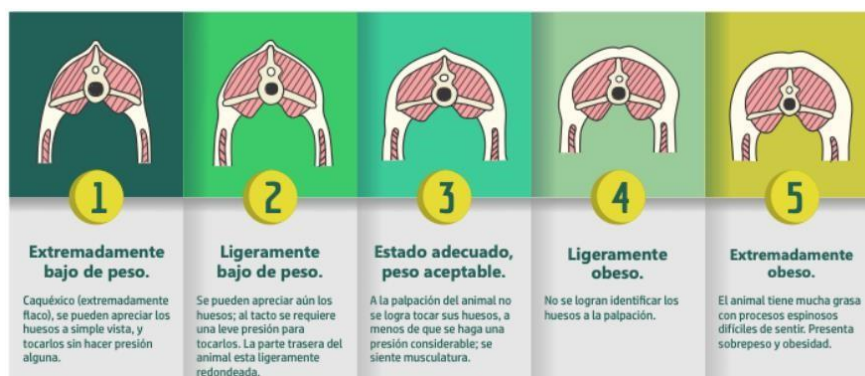 1
Extremadamente
bajo de peso.
Caquéxico (extremadamente
flaco), se pueden apreciar los
huesos a simple vista, y
tocarlos sin hacer presión
alguna.
2
Ligeramente
bajo de peso.
Se pueden apreciar aún los
huesos; al tacto se requiere
una leve presión para
tocarlos. La parte trasera del
animal esta ligeramente
redondeada.
3
Estado adecuado,
peso aceptable.
A la palpación del animal no
se logra tocar sus huesos, a
menos de que se haga una
presión considerable; se
siente musculatura.
4
Ligeramente
obeso.
No se logran identificar los
huesos a la palpación.
5
Extremadamente
obeso.
El animal tiene mucha grasa
con procesos espinosos
difíciles de sentir. Presenta
sobrepeso y obesidad.